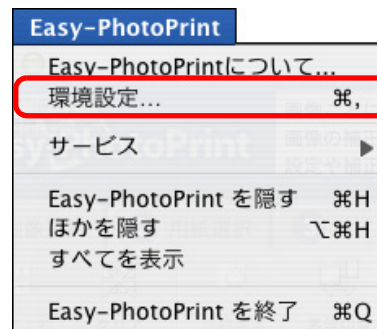 Easy-PhotoPrint
Easy-PhotoPrintについて...
環境設定... ⌘,
サービス ▶
Easy-PhotoPrint を隠す ⌘H
ほかを隠す ⌥⌘H
すべてを表示
Easy-PhotoPrint を終了 ⌘Q